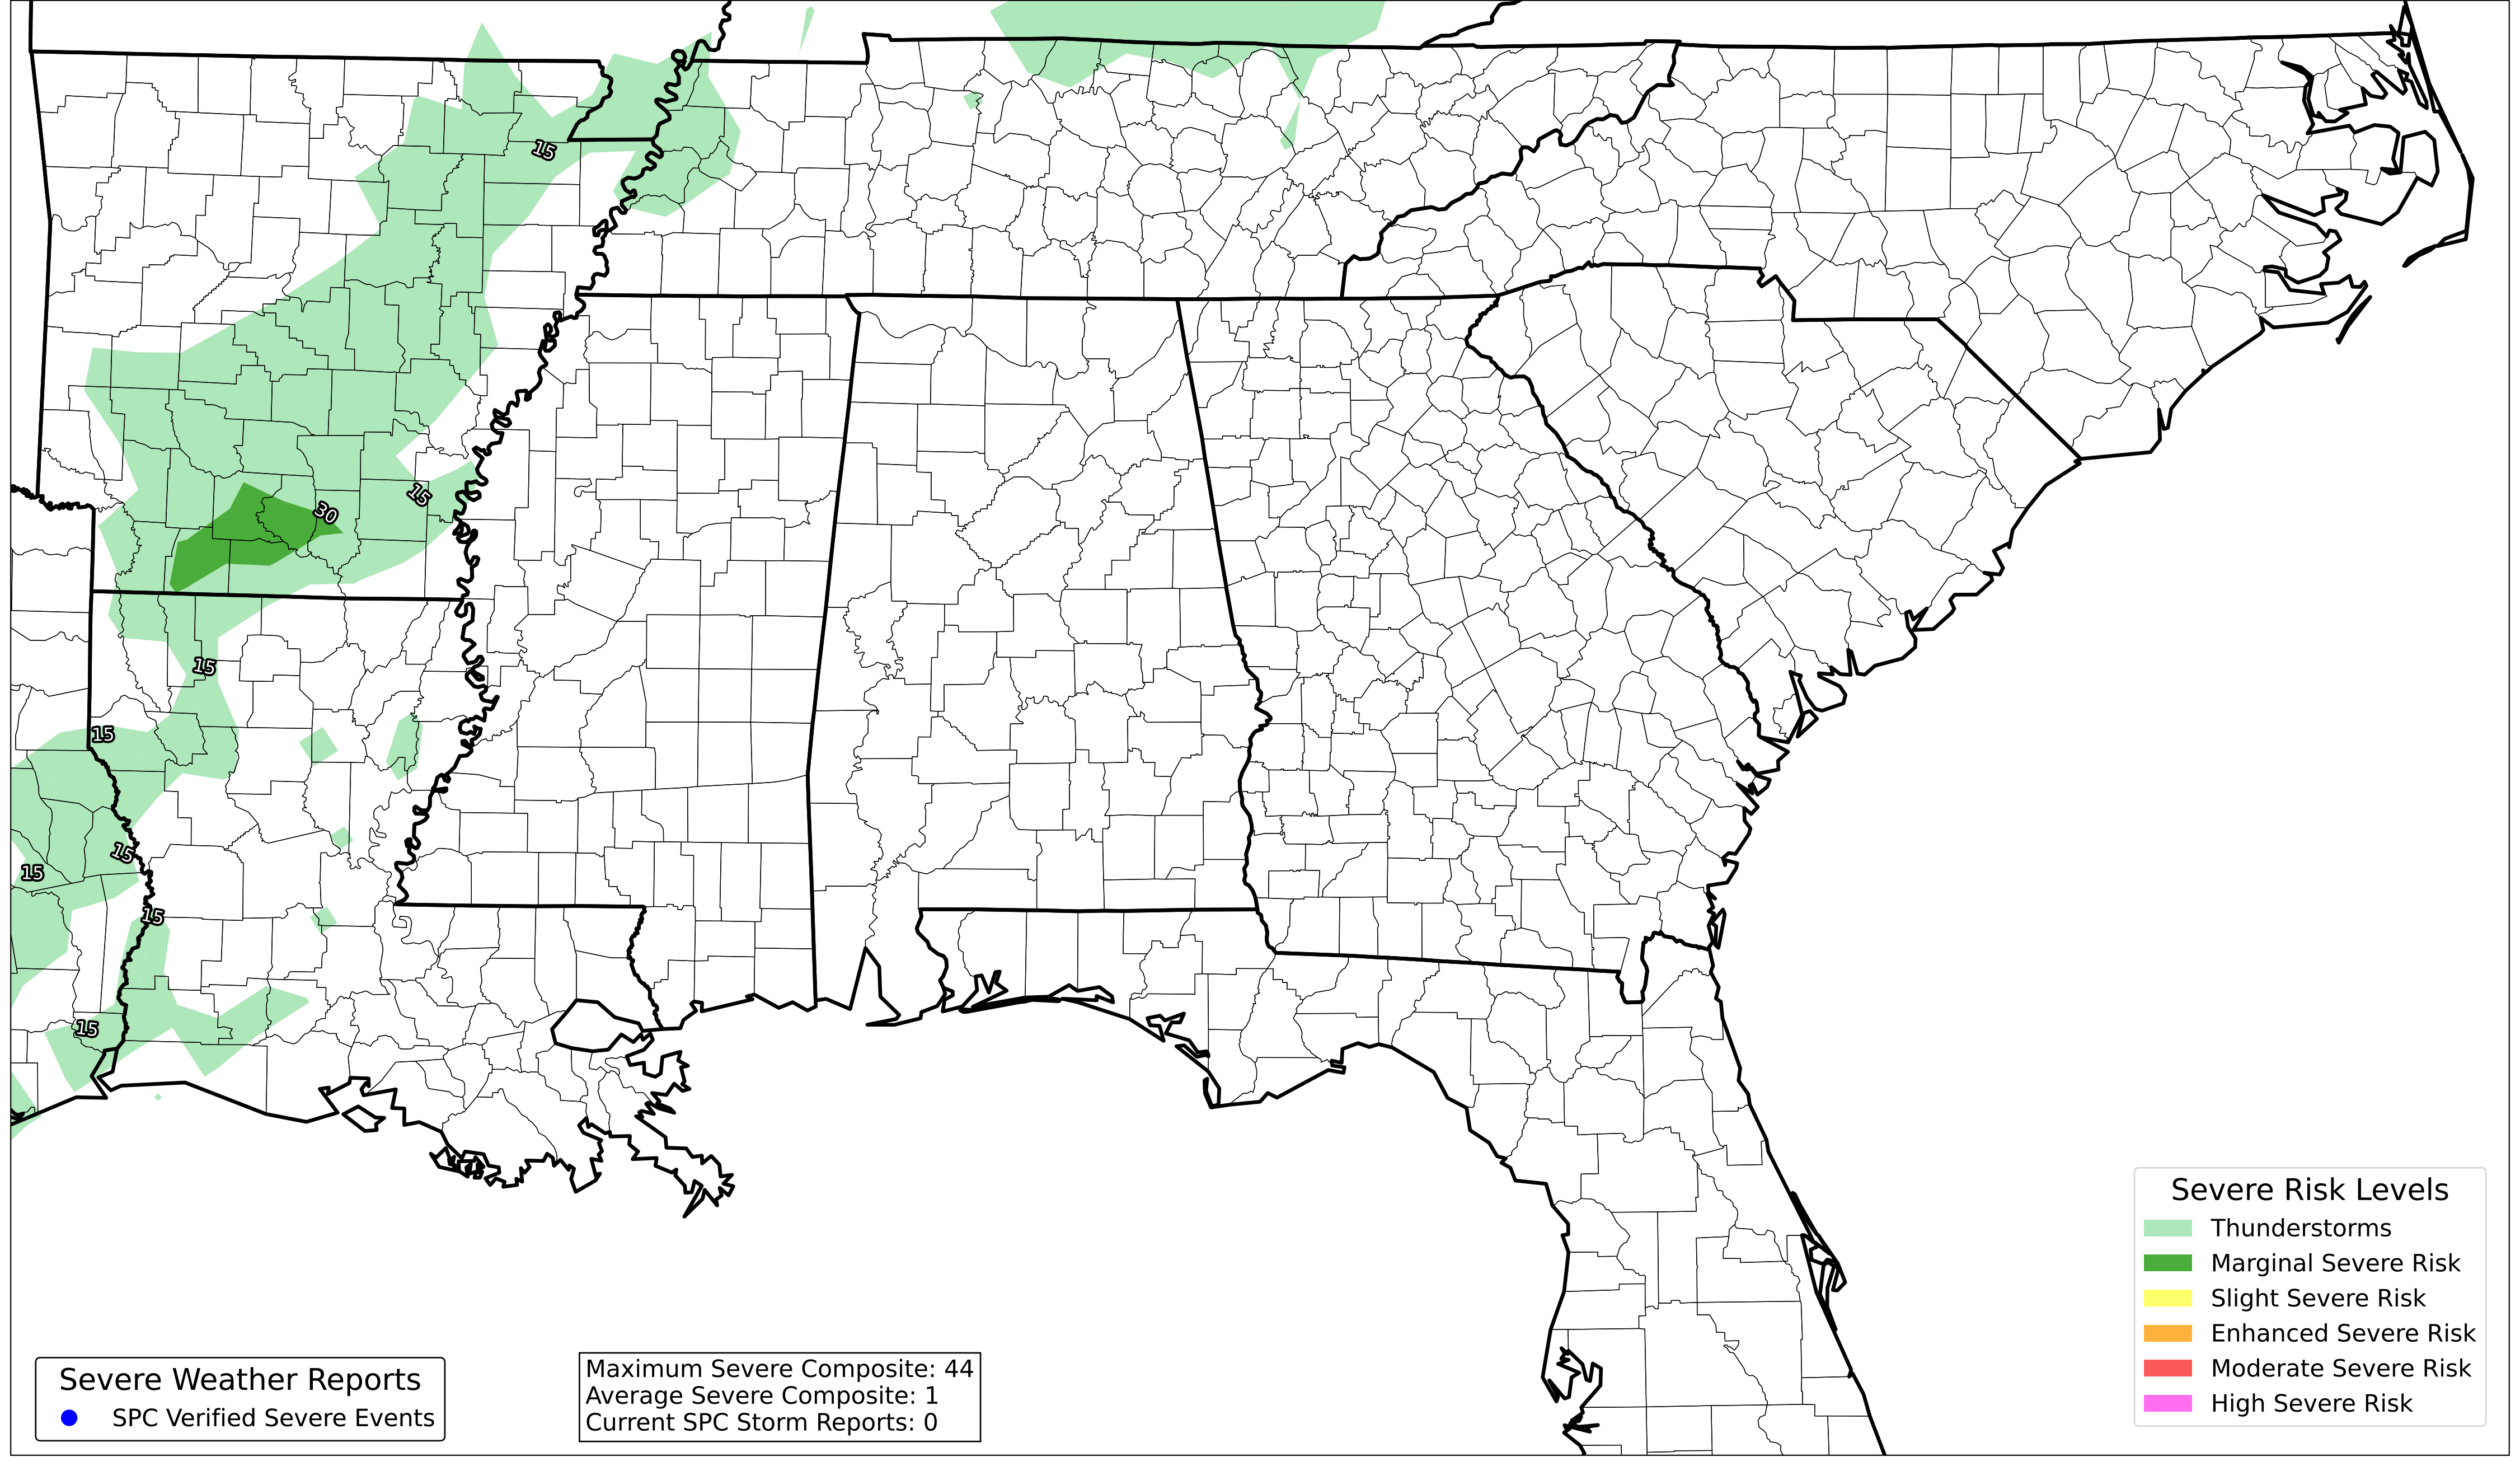 15
30
15
15
15
15
15
15
15
Severe Risk Levels
Thunderstorms
Marginal Severe Risk
Slight Severe Risk
Enhanced Severe Risk
Moderate Severe Risk
High Severe Risk
Severe Weather Reports
SPC Verified Severe Events
Maximum Severe Composite: 44
Average Severe Composite: 1
Current SPC Storm Reports: 0